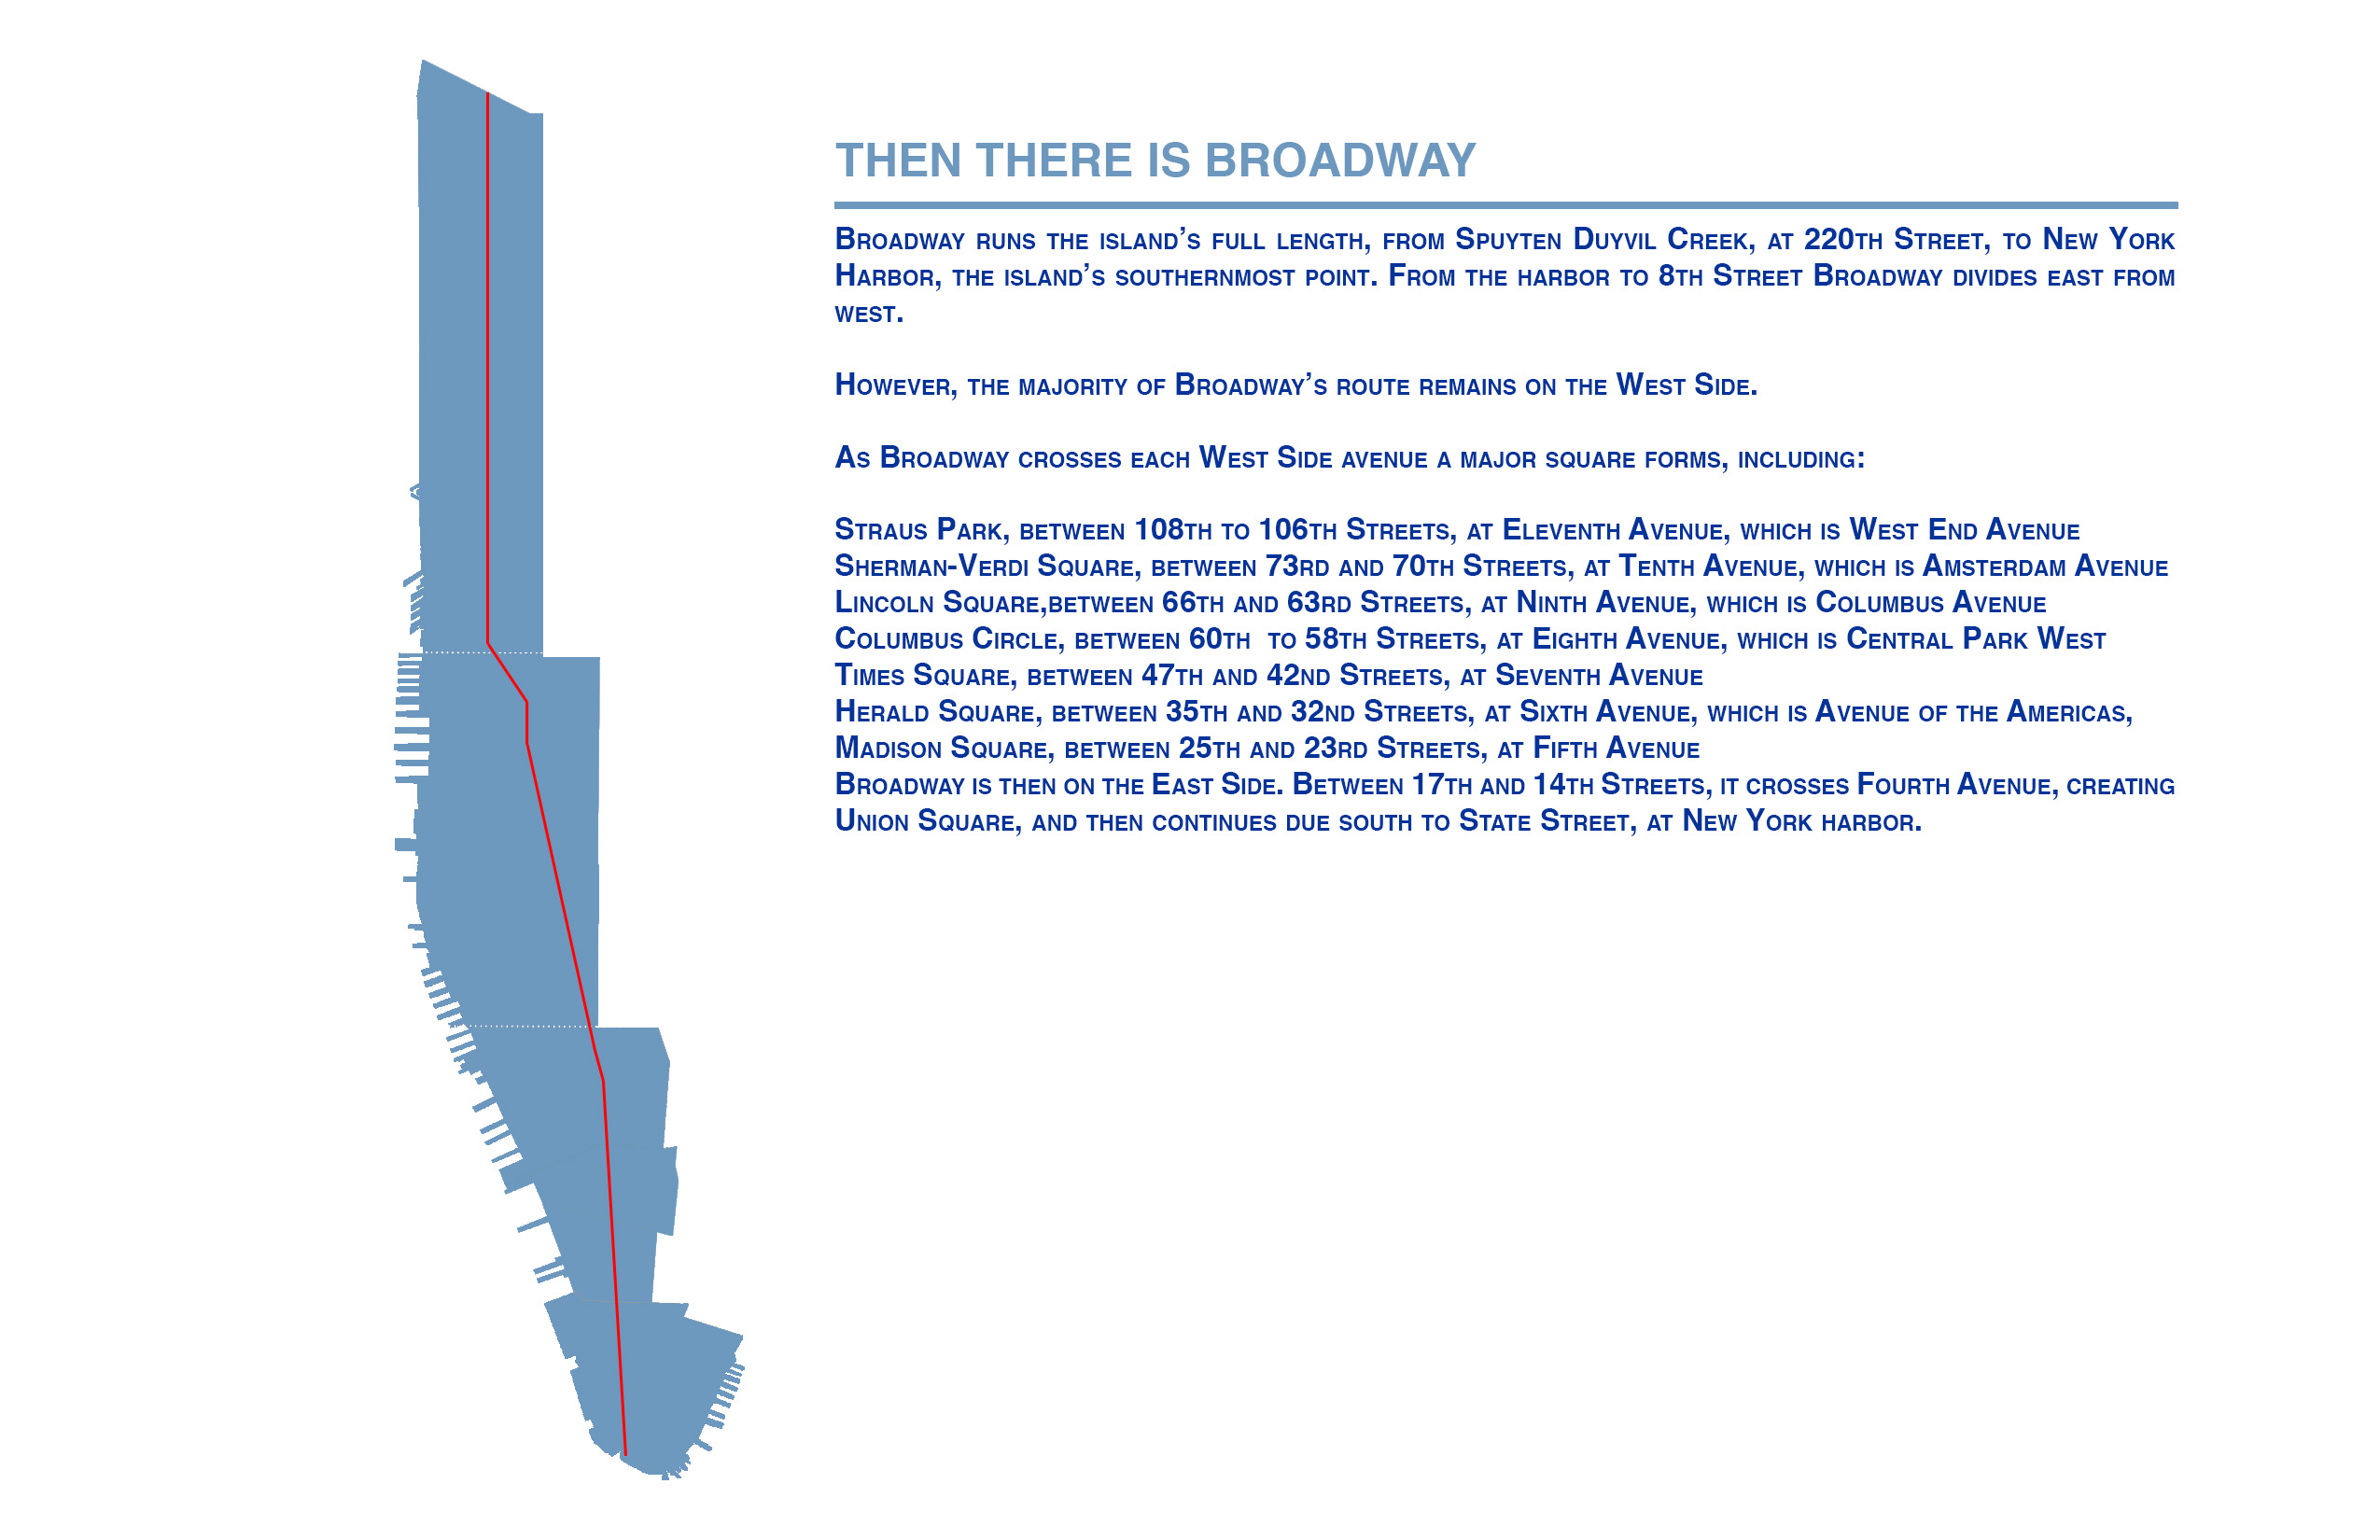 THEN THERE IS BROADWAY
Broadway runs the island's full length, from Spuyten Duyvil Creek, at 220th Street, to New York
Harbor, the island's southernmost point. From the harbor to 8th Street Broadway divides east from
west.
However, the majority of Broadway's route remains on the West Side.
As Broadway crosses each West Side avenue a major square forms, including:
Straus Park, between 108th to 106th Streets, at Eleventh Avenue, which is West End Avenue
Sherman-Verdi Square, between 73rd and 70th Streets, at Tenth Avenue, which is Amsterdam Avenue
Lincoln Square,between 66th and 63rd Streets, at Ninth Avenue, which is Columbus Avenue
Columbus Circle, between 60th  to 58th Streets, at Eighth Avenue, which is Central Park West
Times Square, between 47th and 42nd Streets, at Seventh Avenue
Herald Square, between 35th and 32nd Streets, at Sixth Avenue, which is Avenue of the Americas,
Madison Square, between 25th and 23rd Streets, at Fifth Avenue
Broadway is then on the East Side. Between 17th and 14th Streets, it crosses Fourth Avenue, creating
Union Square, and then continues due south to State Street, at New York harbor.